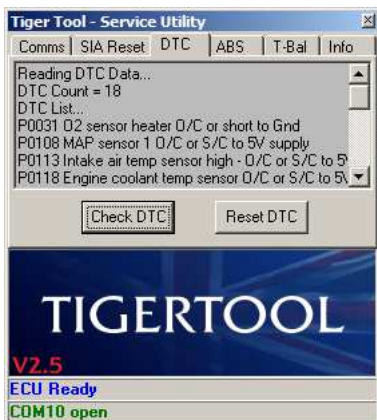 Tiger Tool - Service Utility
Comms SIA Reset DTC ABS T-Bal Info
Reading DTC Data...
DTC Count = 18
DTC List...
P0031 O2 sensor heater O/C or short to Gnd
P0108 MAP sensor 1 O/C or S/C to 5V supply
P0113 Intake air temp sensor high - O/C or S/C to 5V
P0118 Engine coolant temp sensor O/C or S/C to 5V
Check DTC Reset DTC
TIGERTOOL
V2.5
ECU Ready
COM10 open